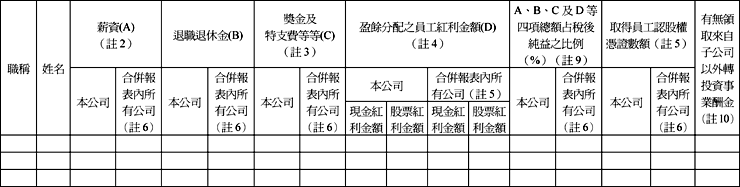 職稱
姓名
薪資(A)
(註 2)
本公司
合併報
表內所
有公司
(註 6)
退職退休金(B)
本公司
合併報
表內所
有公司
(註 6)
獎金及
特支費等等(C)
(註 3)
本公司
合併報
表內所
有公司
(註 6)
盈餘分配之員工紅利金額(D)
(註 4)
本公司
現金紅
利金額
股票紅
利金額
合併報表內所
有公司(註 5)
現金紅
利金額
股票紅
利金額
A、B、C 及 D 等
四項總額占稅後
純益之比例
(%)(註 9)
本公司
合併報
表內所
有公司
(註 6)
取得員工認股權
憑證數額(註 5)
本公司
合併報
表內所
有公司
(註 6)
有無領
取來自
子公司
以外轉
投資事
業酬金
(註 10)